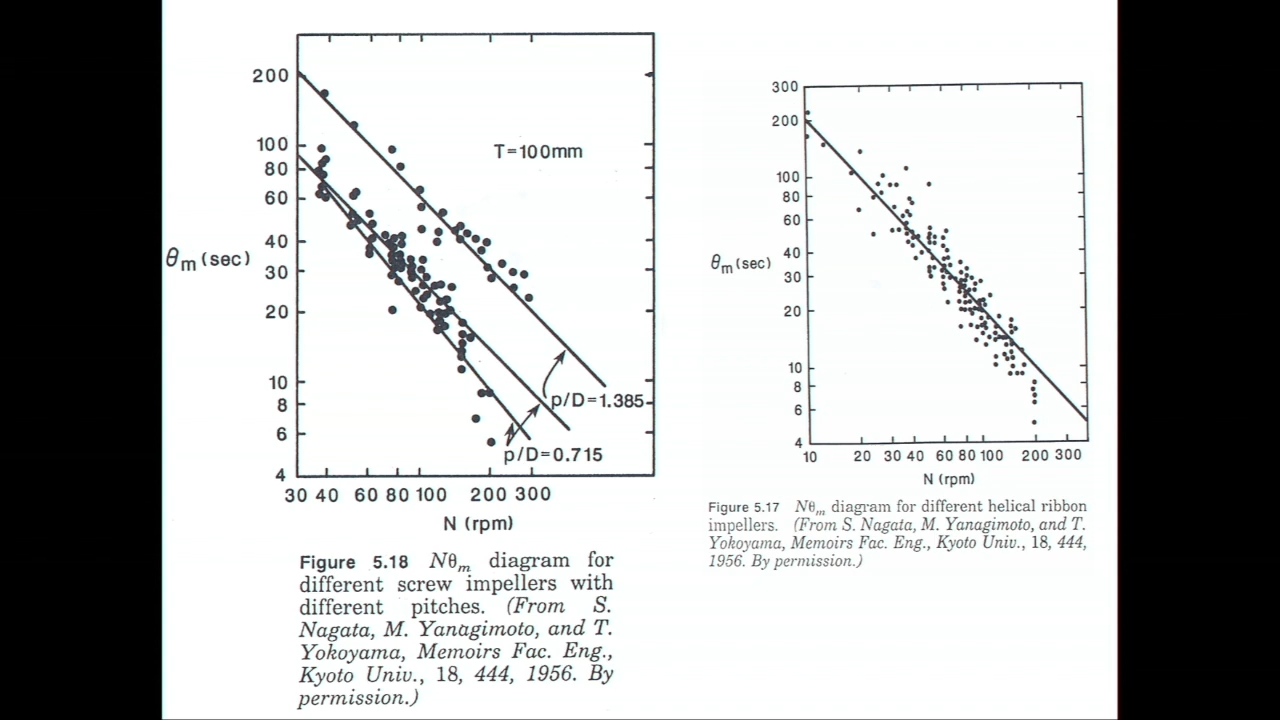 200
100
80
60
40
30
20
10
8
6
4
θm (sec)
T=100mm
p/D=1.385
p/D=0.715
30 40 60 80 100 200 300
N (rpm)
Figure 5.18 Nθm diagram for
different screw impellers with
different pitches. (From S.
Nagata, M. Yanagimoto, and T.
Yokoyama, Memoirs Fac. Eng.,
Kyoto Univ., 18, 444, 1956. By
permission.)
300
200
100
80
60
40
30
20
10
8
6
4
θm (sec)
10 20 30 40 60 80 100 200 300
N (rpm)
Figure 5.17 Nθm diagram for different helical ribbon
impellers. (From S. Nagata, M. Yanagimoto, and T.
Yokoyama, Memoirs Fac. Eng., Kyoto Univ., 18, 444,
1956. By permission.)